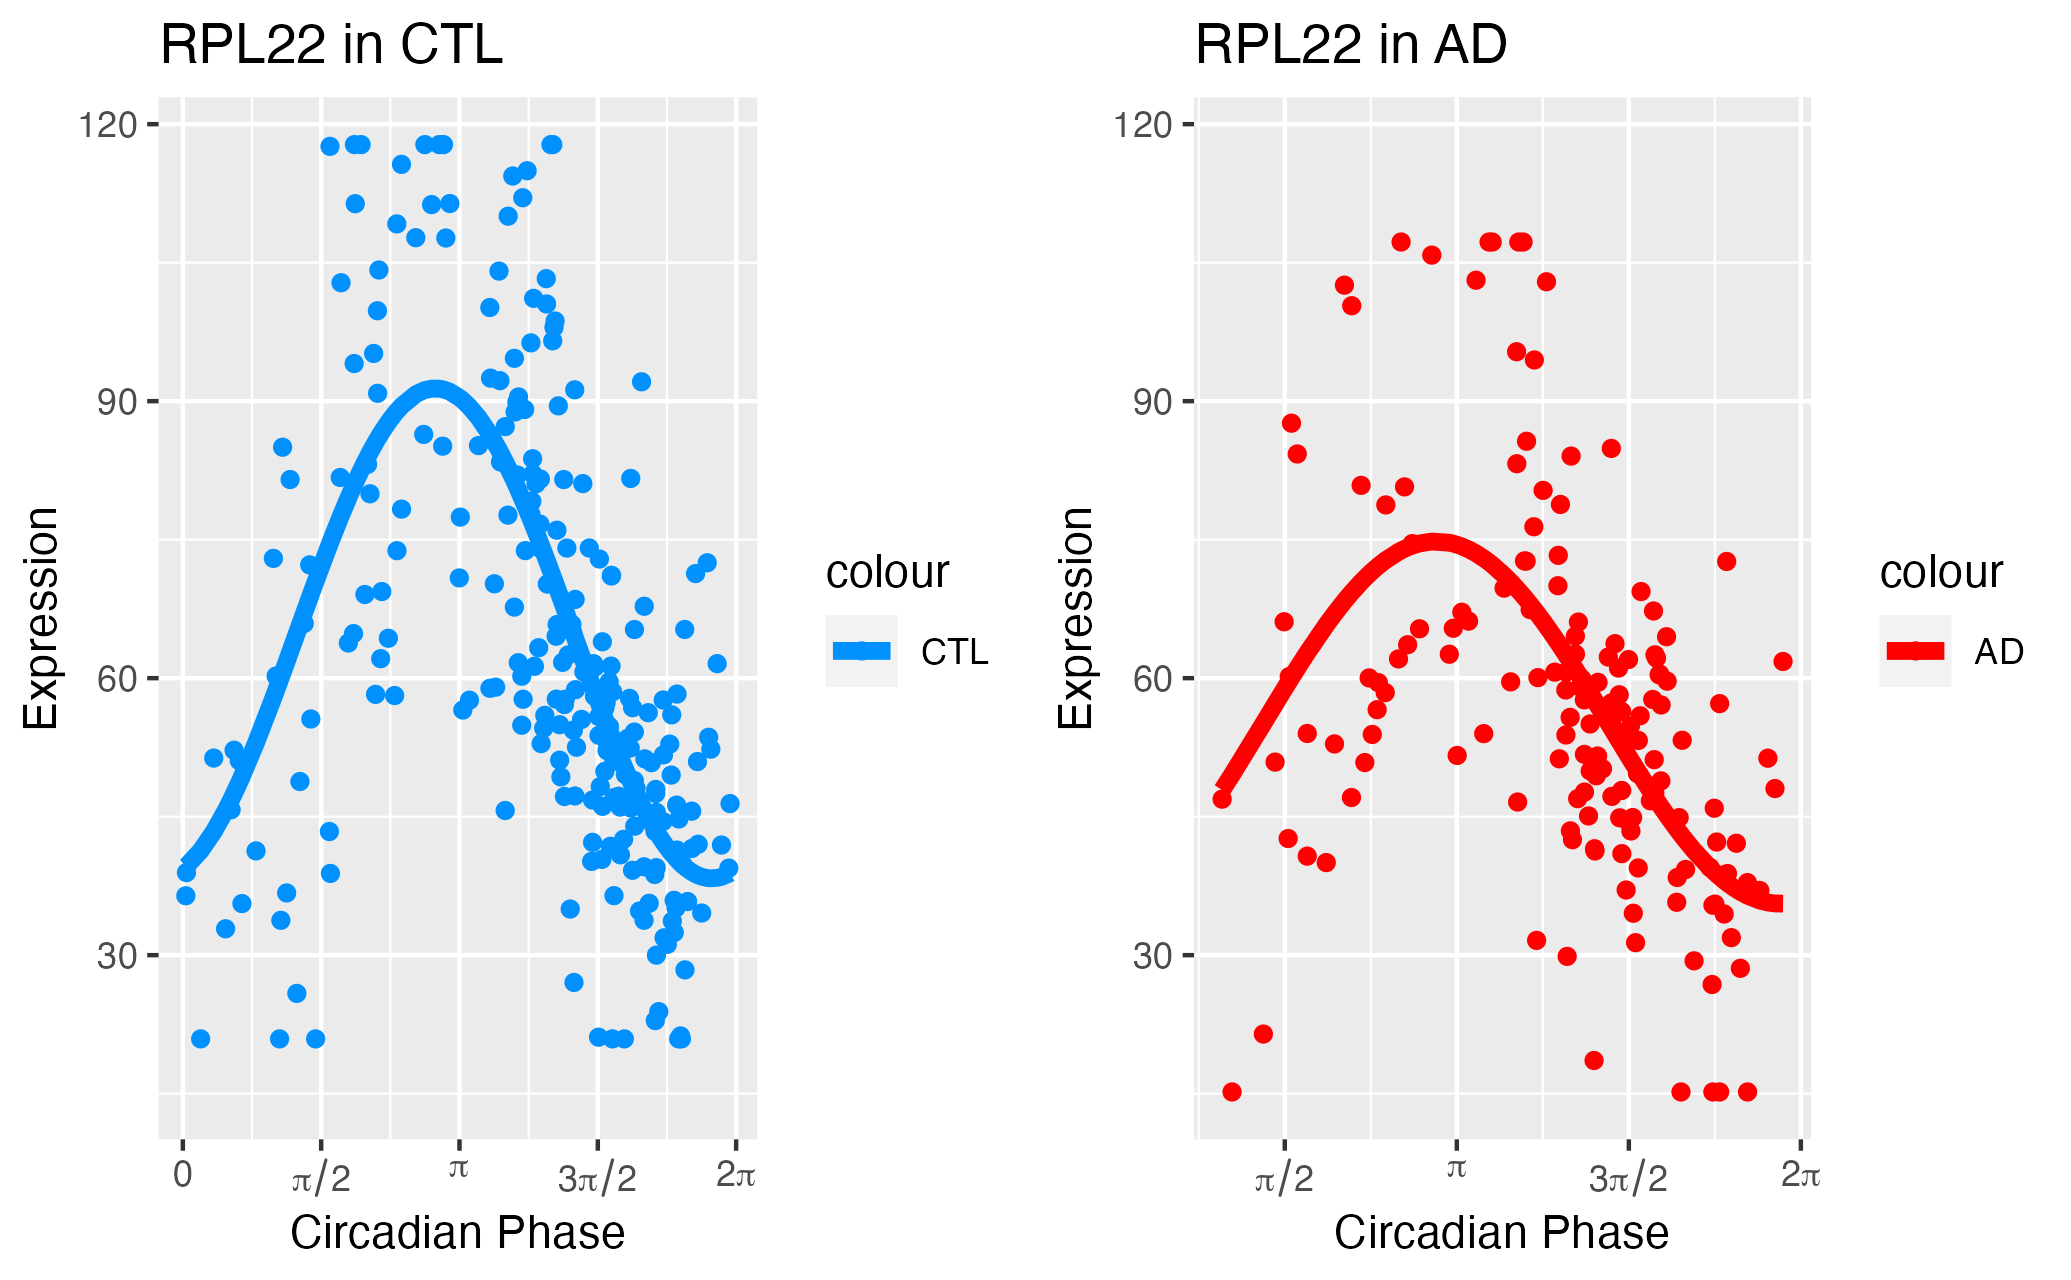 RPL22 in CTL
120
90
60
30
Expression
0
π/2
π
3π/2
2π
Circadian Phase
colour
CTL
RPL22 in AD
120
90
60
30
Expression
π/2
π
3π/2
2π
Circadian Phase
colour
AD